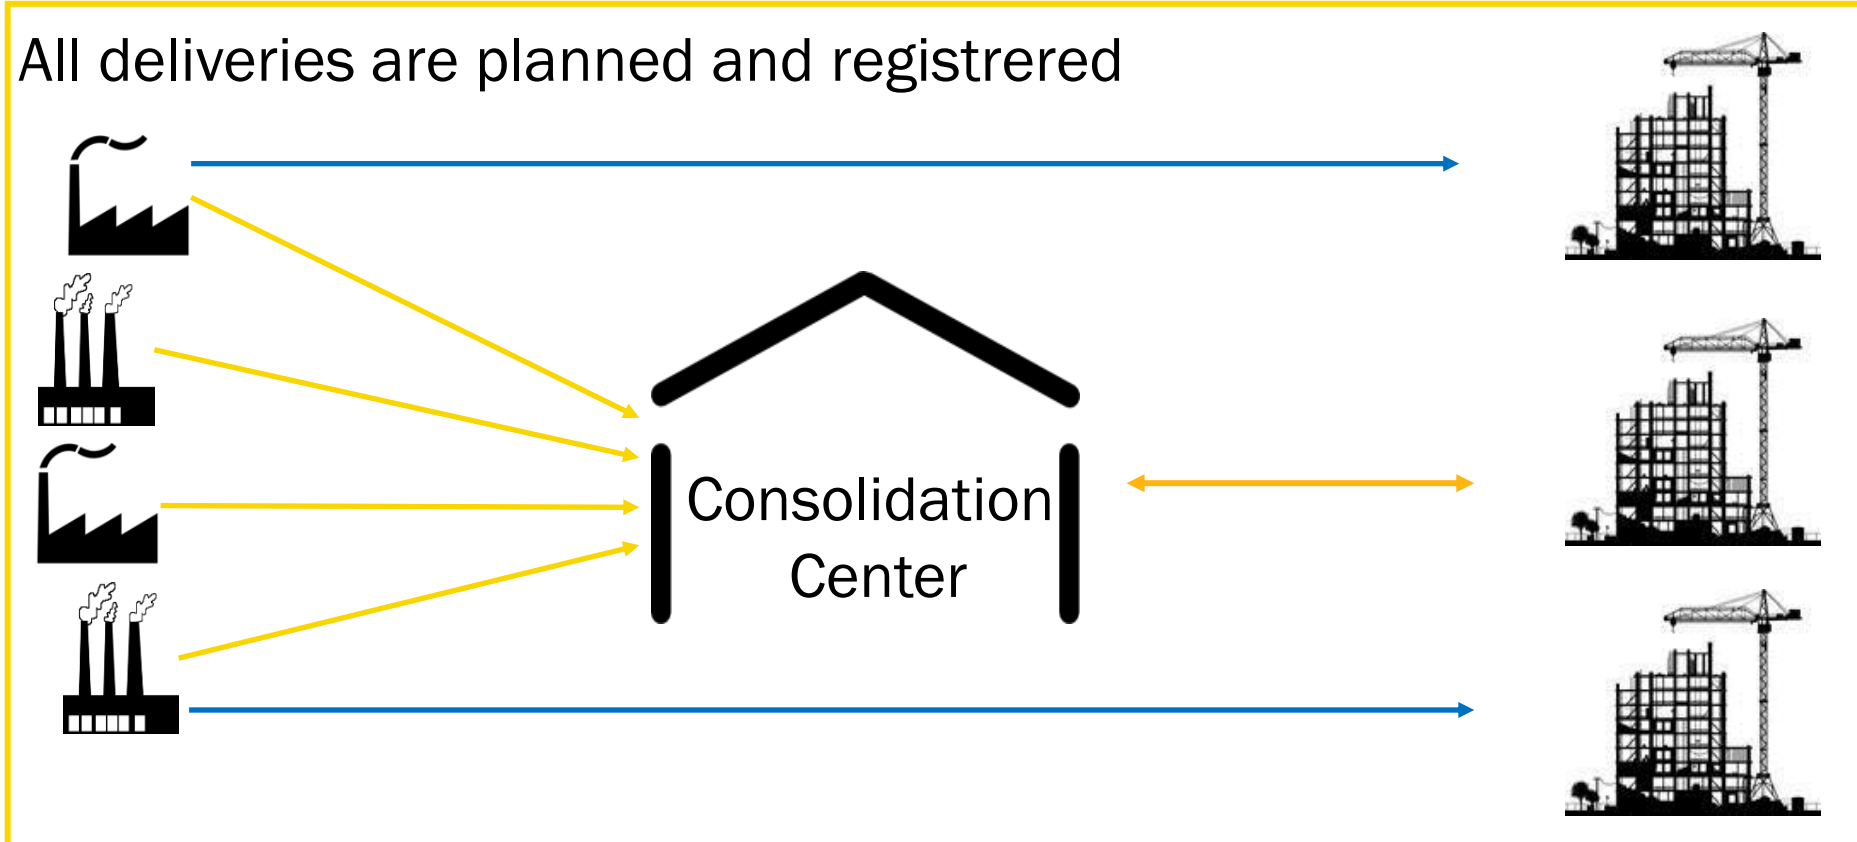 All deliveries are planned and registrered
Consolidation
Center